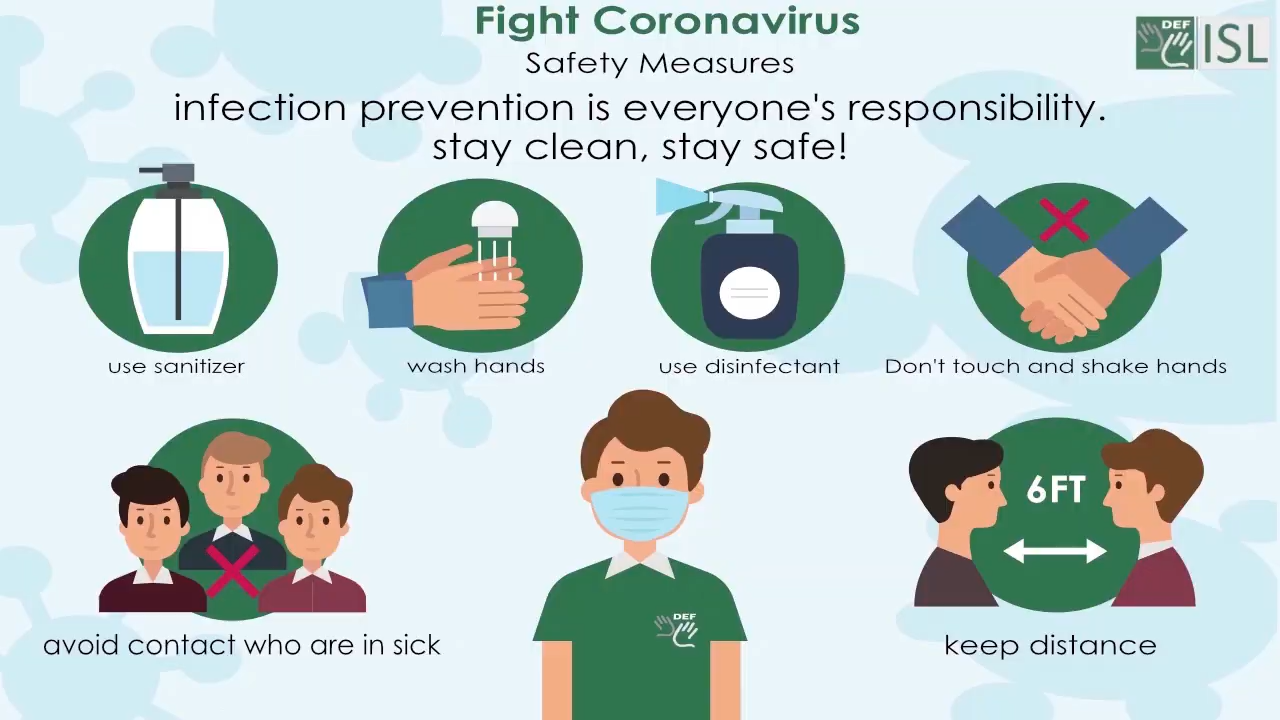 Fight Coronavirus
DEF
ISL
Safety Measures
infection prevention is everyone's responsibility.
stay clean, stay safe!
use sanitizer
wash hands
use disinfectant
Don't touch and shake hands
6FT
DEF
avoid contact who are in sick
keep distance